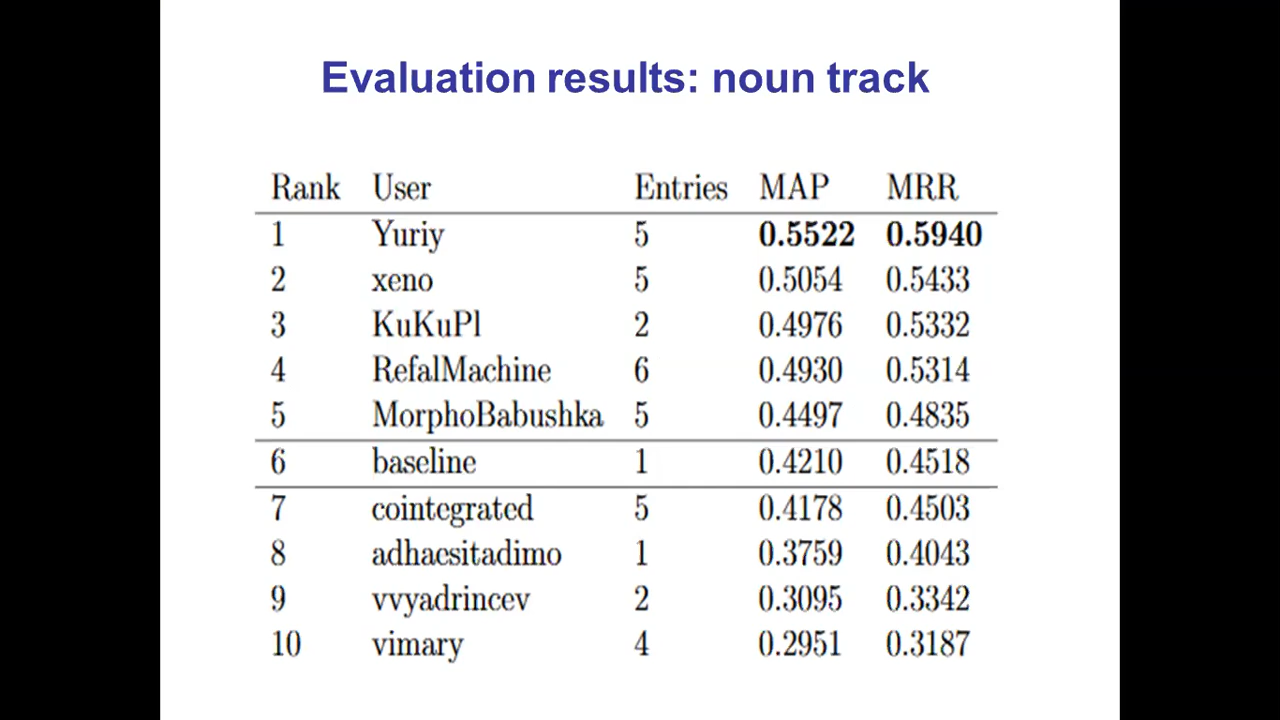 Evaluation results: noun track
Rank User Entries MAP MRR
1 Yuriy 5 0.5522 0.5940
2 xeno 5 0.5054 0.5433
3 KuKuPl 2 0.4976 0.5332
4 RefalMachine 6 0.4930 0.5314
5 MorphoBabushka 5 0.4497 0.4835
6 baseline 1 0.4210 0.4518
7 cointegrated 5 0.4178 0.4503
8 adhaesitadimo 1 0.3759 0.4043
9 vvyadrincev 2 0.3095 0.3342
10 vimary 4 0.2951 0.3187